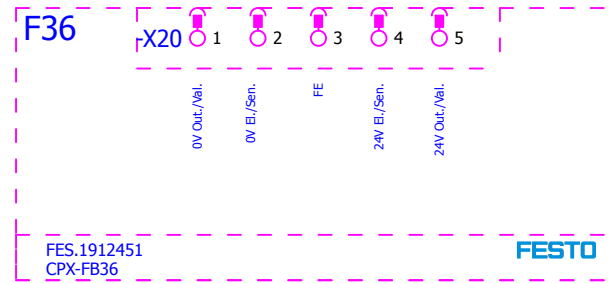 F36
-X20 1 2 3 4 5
0V Out./Val.
0V El./Sen.
FE
24V El./Sen.
24V Out./Val.
FES.1912451
CPX-FB36
FESTO